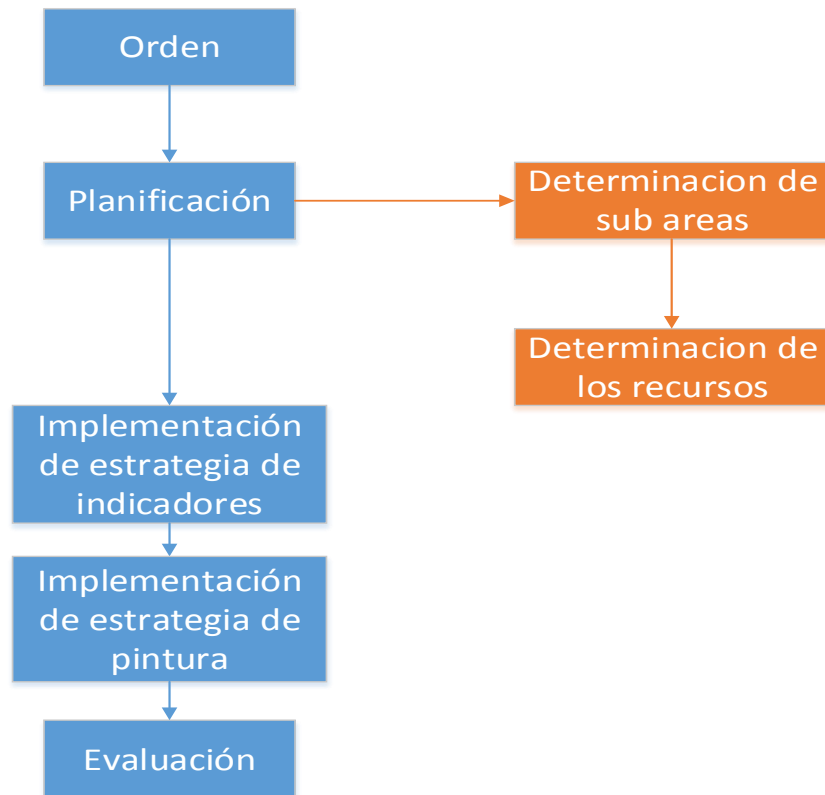 Orden
Planificación
Determinacion de
sub areas
Determinacion de
los recursos
Implementación
de estrategia de
indicadores
Implementación
de estrategia de
pintura
Evaluación